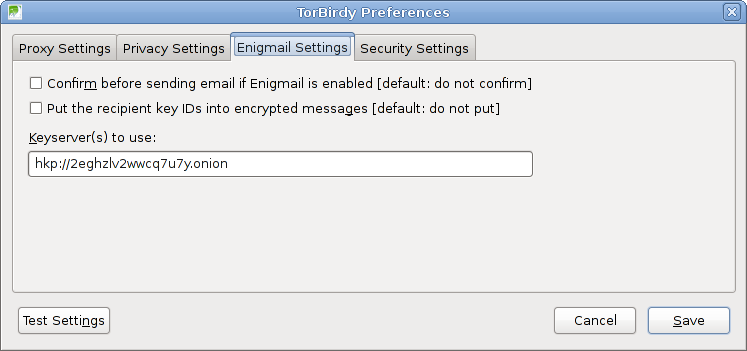 TorBirdy Preferences
Proxy Settings Privacy Settings Enigmail Settings Security Settings
Confirm before sending email if Enigmail is enabled [default: do not confirm]
Put the recipient key IDs into encrypted messages [default: do not put]
Keyserver(s) to use:
hkp://2eghzlv2wwcq7u7y.onion
Test Settings Cancel Save